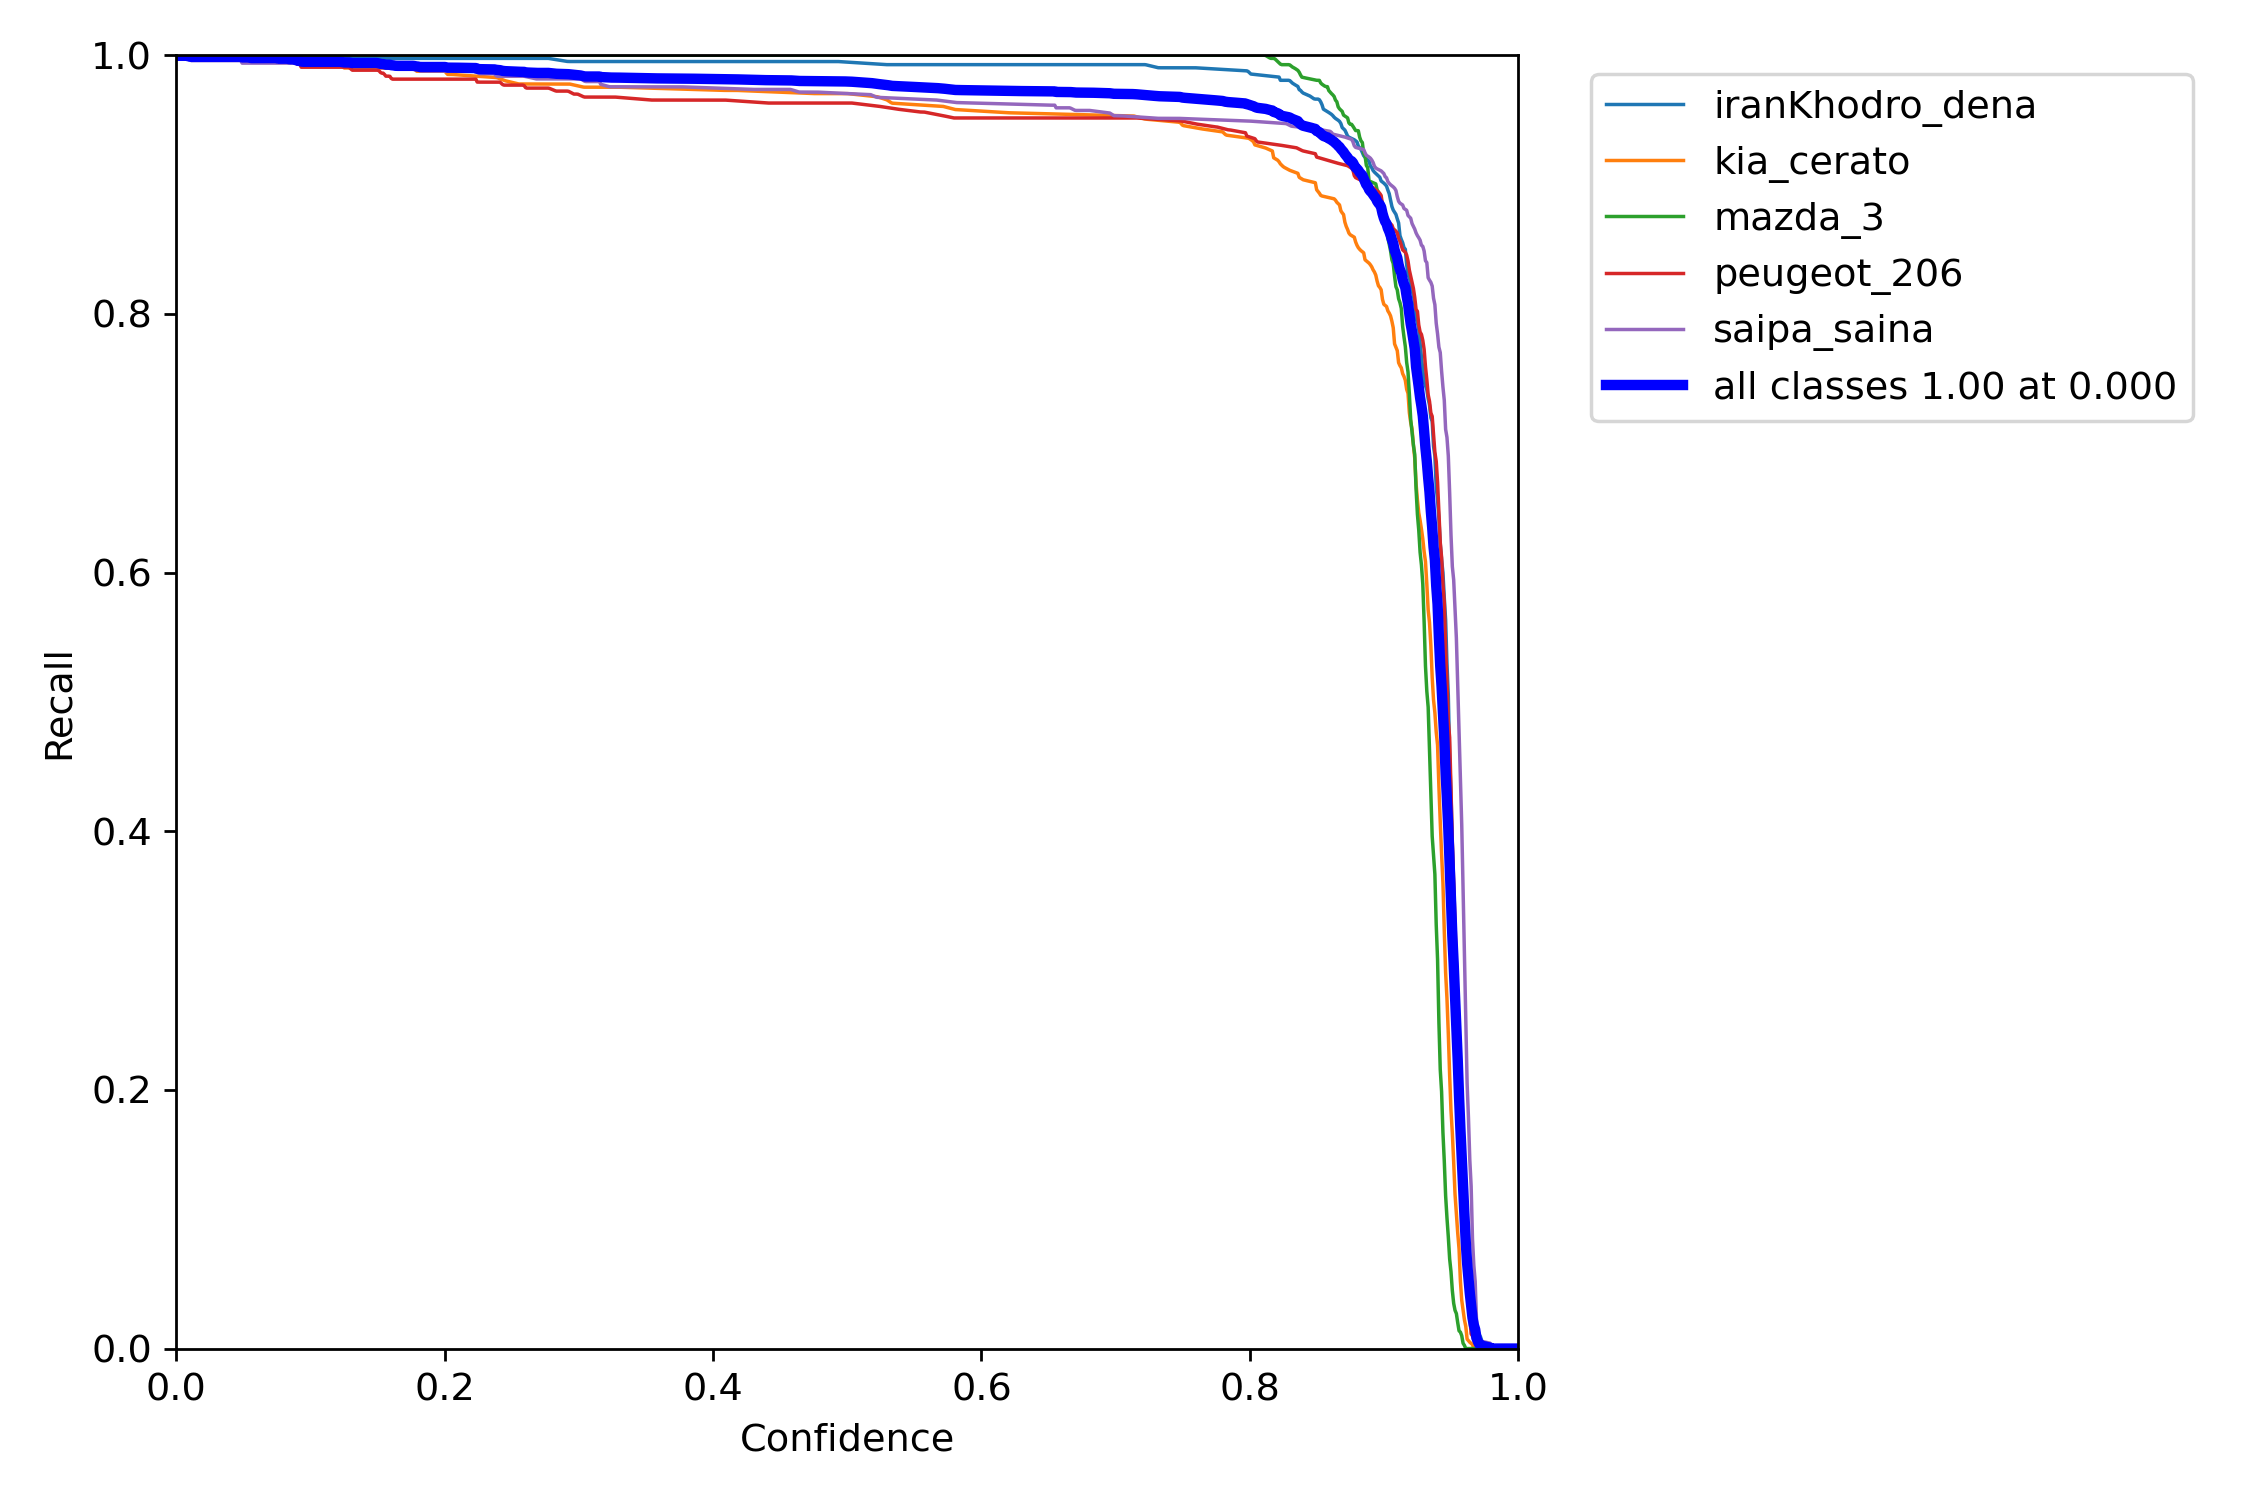 1.0
0.8
0.6
0.4
0.2
0.0
Recall
0.0 0.2 0.4 0.6 0.8 1.0
Confidence
iranKhodro_dena
kia_cerato
mazda_3
peugeot_206
saipa_saina
all classes 1.00 at 0.000